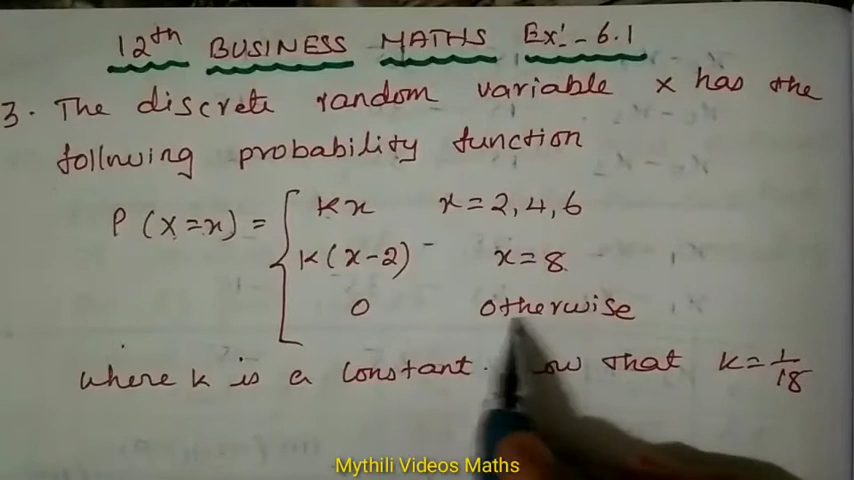 12th BUSINESS MATHS Ex:- 6.1
3. The discrete random variable x has the
following probability function
P (X=x) = { kx x=2,4,6
k(x-2) x=8
0 otherwise
where k is a constant. that k=1/18
Mythili Videos Maths